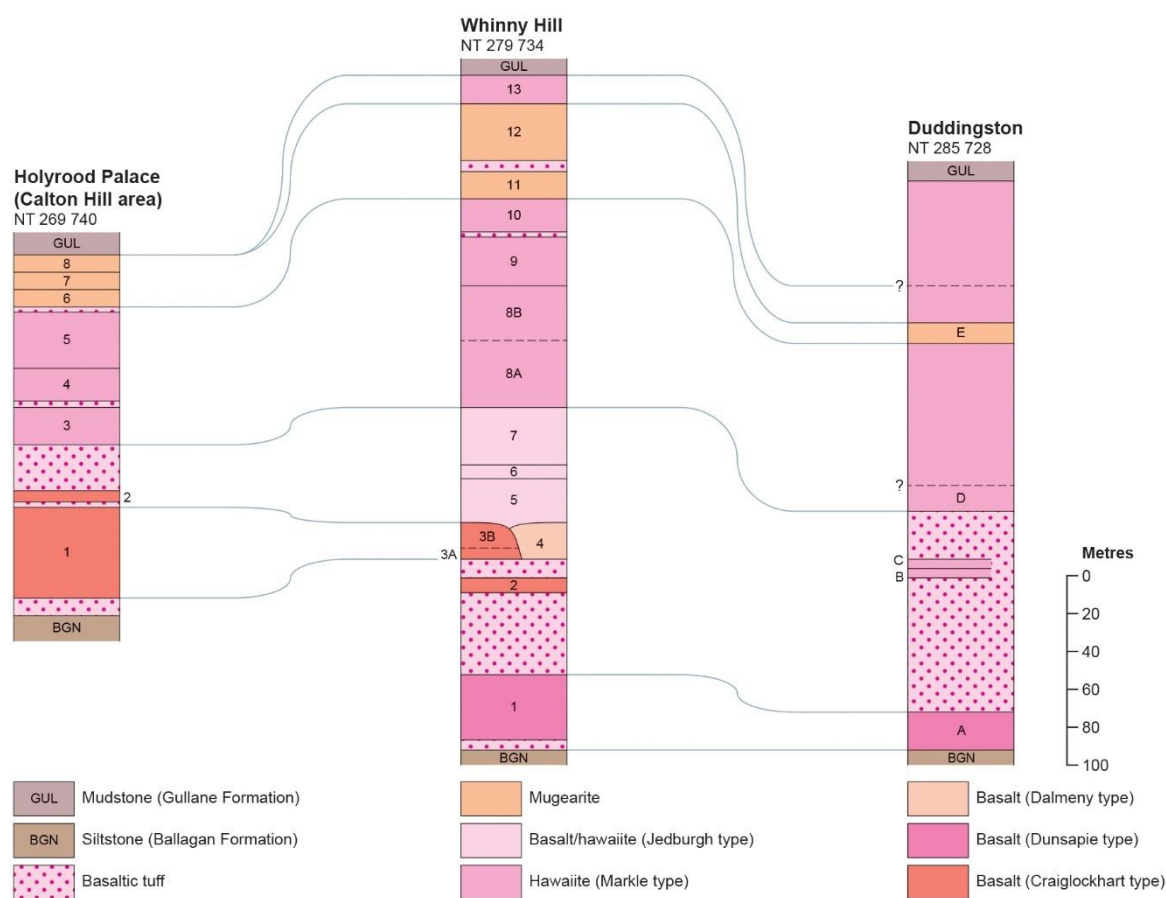 Whinny Hill
NT 279 734
GUL
13
12
11
10
9
8B
8A
7
6
5
3B
4
3A
2
1
BGN
Holyrood Palace
(Calton Hill area)
NT 269 740
GUL
8
7
6
5
4
3
2
1
BGN
Duddingston
NT 285 728
GUL
?
E
?
D
C
B
A
BGN
Metres
0
20
40
60
80
100
GUL Mudstone (Gullane Formation)
BGN Siltstone (Ballagan Formation)
Basaltic tuff
Mugearite
Basalt/hawaiite (Jedburgh type)
Hawaiite (Markle type)
Basalt (Dalmeny type)
Basalt (Dunsapie type)
Basalt (Craiglockhart type)